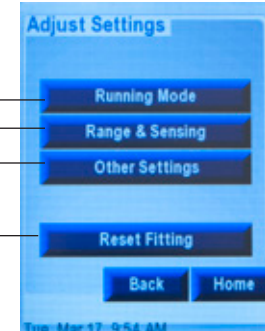 Adjust Settings
Running Mode
Range & Sensing
Other Settings
Reset Fitting
Back
Home
Tue, Mar 17, 9:54 AM